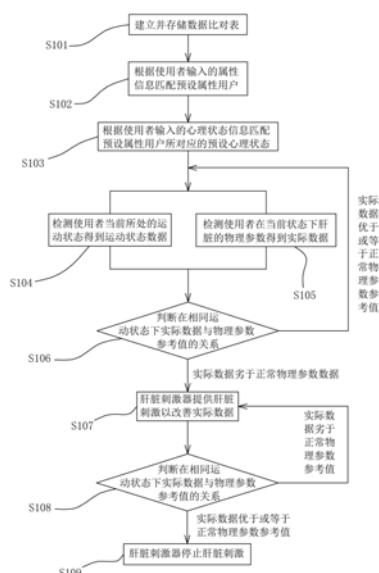 建立并存储数据比对表
S101
根据使用者输入的属性
信息匹配预设属性用户
S102
根据使用者输入的心理状态信息匹配
预设属性用户所对应的预设心理状态
S103
检测使用者当前所处的运
动状态得到运动状态数据
S104
检测使用者在当前状态下肝
脏的物理参数得到实际数据
S105
实际
数据
优于
或等
于正
常物
理参
数参
考值
判断在相同运
动状态下实际数据与物理参数
参考值的关系
S106
实际数据劣于正常物理参数数据
肝脏刺激器提供肝脏
刺激以改善实际数据
S107
实际数
据劣于
正常物
理参数
参考值
判断在相同运
动状态下实际数据与物理参数
参考值的关系
S108
实际数据优于或等于
正常物理参数参考值
肝脏刺激器停止肝脏刺激
S109